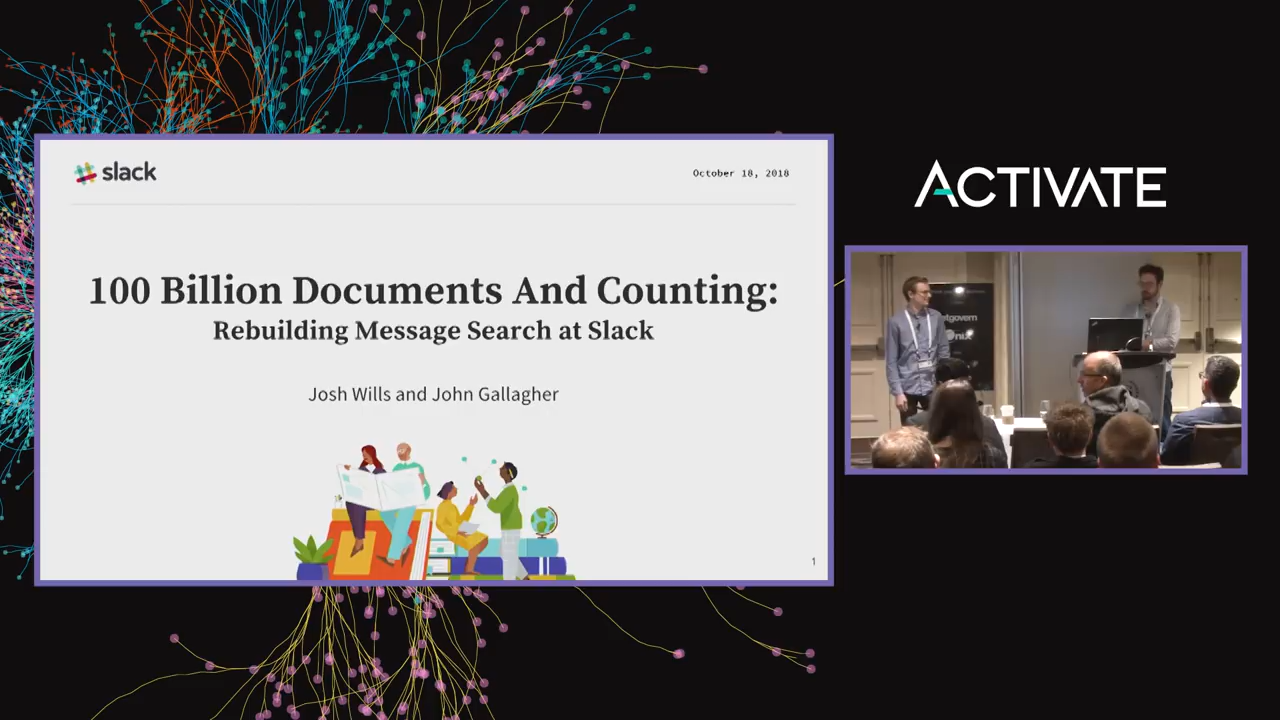 slack
October 18, 2018
100 Billion Documents And Counting:
Rebuilding Message Search at Slack
Josh Wills and John Gallagher
1
ACTIVATE